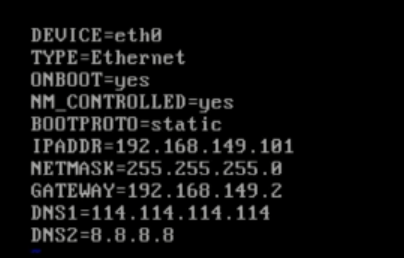 DEVICE=eth0
TYPE=Ethernet
ONBOOT=yes
NM_CONTROLLED=yes
BOOTPROTO=static
IPADDR=192.168.149.101
NETMASK=255.255.255.0
GATEWAY=192.168.149.2
DNS1=114.114.114.114
DNS2=8.8.8.8